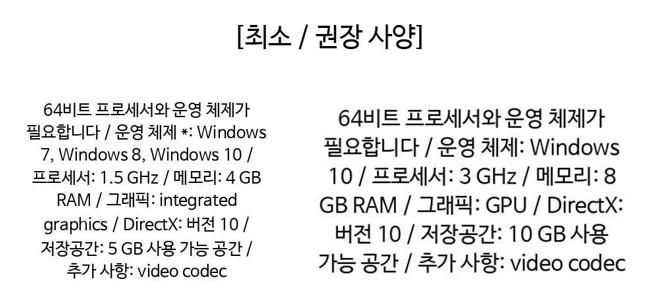 [최소 / 권장 사양]
64비트 프로세서와 운영 체제가
필요합니다 / 운영 체제 *: Windows
7, Windows 8, Windows 10 /
프로세서: 1.5 GHz / 메모리: 4 GB
RAM / 그래픽: integrated
graphics / DirectX: 버전 10 /
저장공간: 5 GB 사용 가능 공간 /
추가 사항: video codec
64비트 프로세서와 운영 체제가
필요합니다 / 운영 체제: Windows
10 / 프로세서: 3 GHz / 메모리: 8
GB RAM / 그래픽: GPU / DirectX:
버전 10 / 저장공간: 10 GB 사용
가능 공간 / 추가 사항: video codec